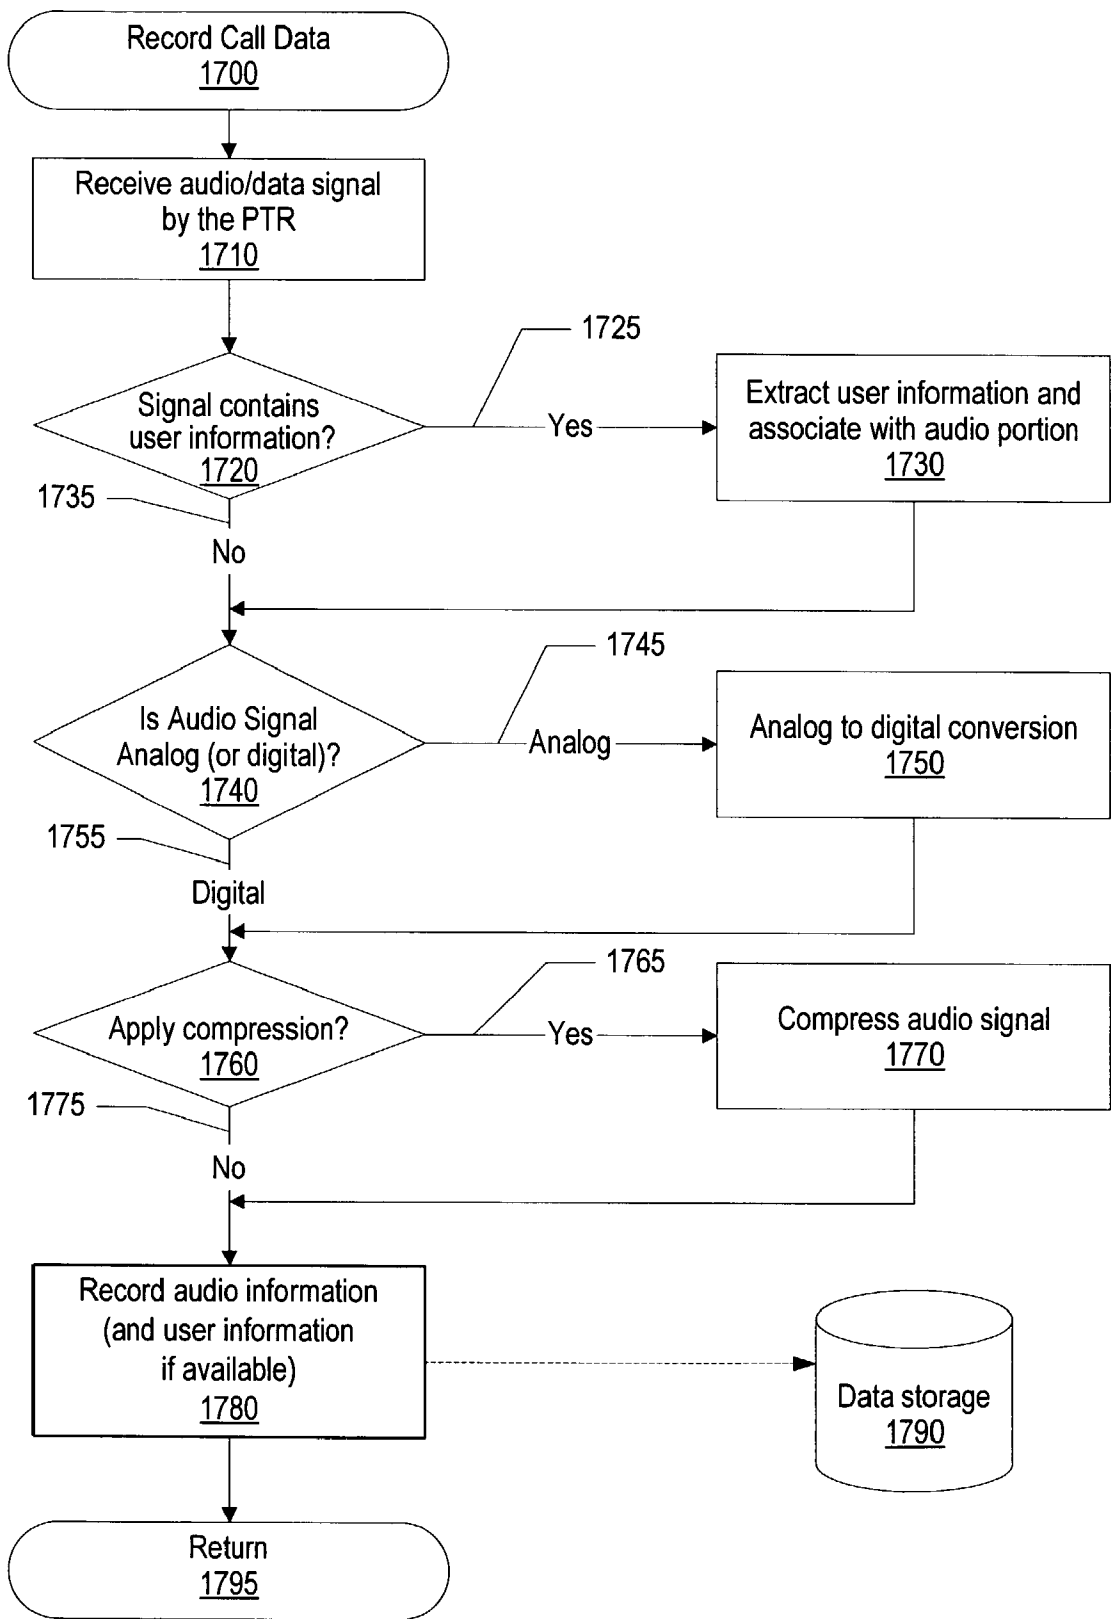 Record Call Data
1700
Receive audio/data signal
by the PTR
1710
1725
Signal contains
user information?
1720
Yes
Extract user information and
associate with audio portion
1730
1735
No
1745
Is Audio Signal
Analog (or digital)?
1740
Analog
Analog to digital conversion
1750
1755
Digital
1765
Apply compression?
1760
Yes
Compress audio signal
1770
1775
No
Record audio information
(and user information
if available)
1780
Data storage
1790
Return
1795